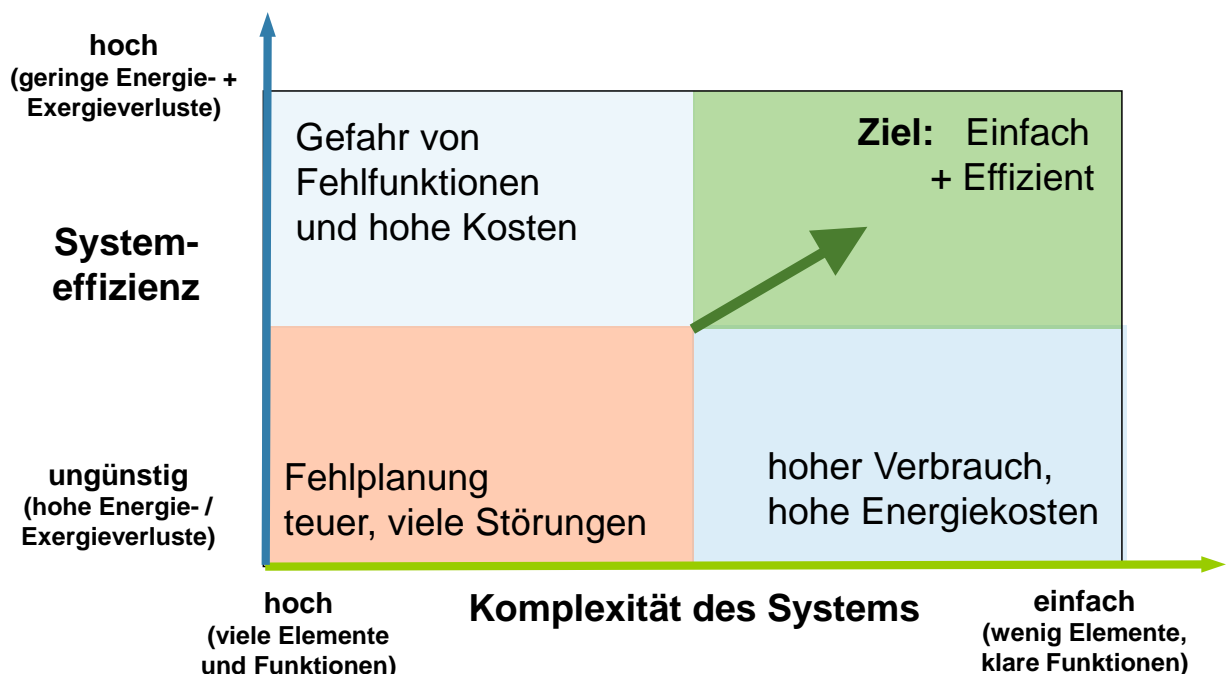 hoch
(geringe Energie- +
Exergieverluste)
Gefahr von
Fehlfunktionen
und hohe Kosten
Ziel: Einfach
+ Effizient
System-
effizienz
ungünstig
(hohe Energie- /
Exergieverluste)
Fehlplanung
teuer, viele Störungen
hoher Verbrauch,
hohe Energiekosten
hoch
(viele Elemente
und Funktionen)
Komplexität des Systems
einfach
(wenig Elemente,
klare Funktionen)